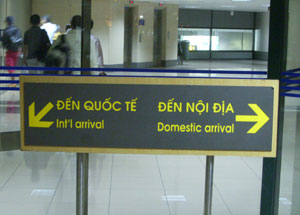 ĐẾN QUỐC TẾ
Int'l arrival
ĐẾN NỘI ĐỊA
Domestic arrival